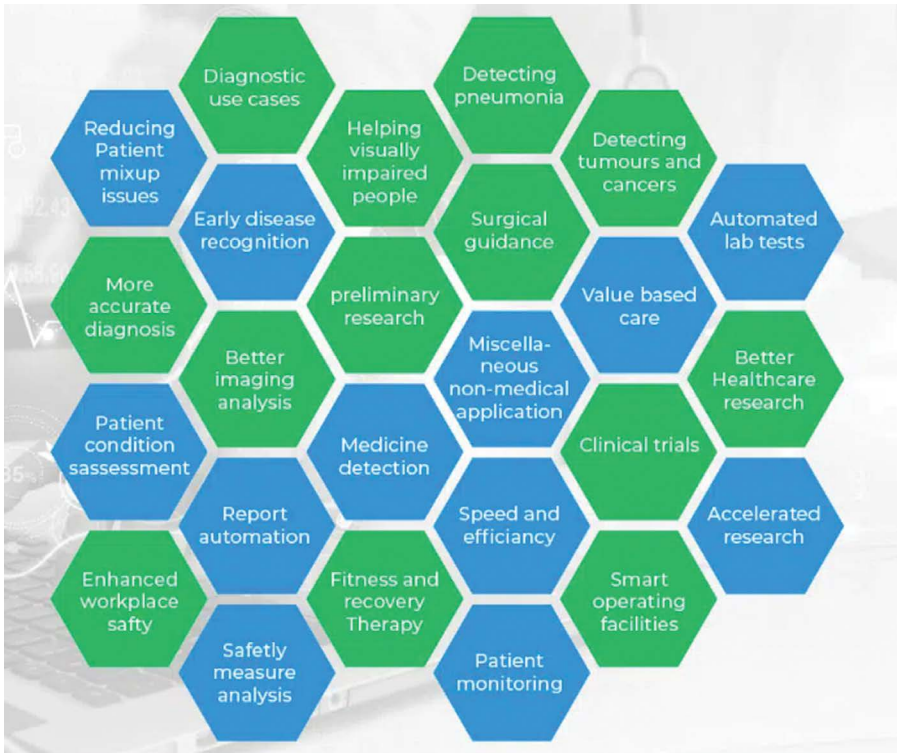 Diagnostic
use cases
Detecting
pneumonia
Reducing
Patient
mixup
issues
Helping
visually
impaired
people
Detecting
tumours and
cancers
Early disease
recognition
Surgical
guidance
Automated
lab tests
More
accurate
diagnosis
preliminary
research
Value based
care
Better
imaging
analysis
Miscella-
neous
non-medical
application
Better
Healthcare
research
Patient
condition
sassessment
Medicine
detection
Clinical trials
Report
automation
Speed and
efficiancy
Accelerated
research
Enhanced
workplace
safty
Fitness and
recovery
Therapy
Smart
operating
facilities
Safetly
measure
analysis
Patient
monitoring